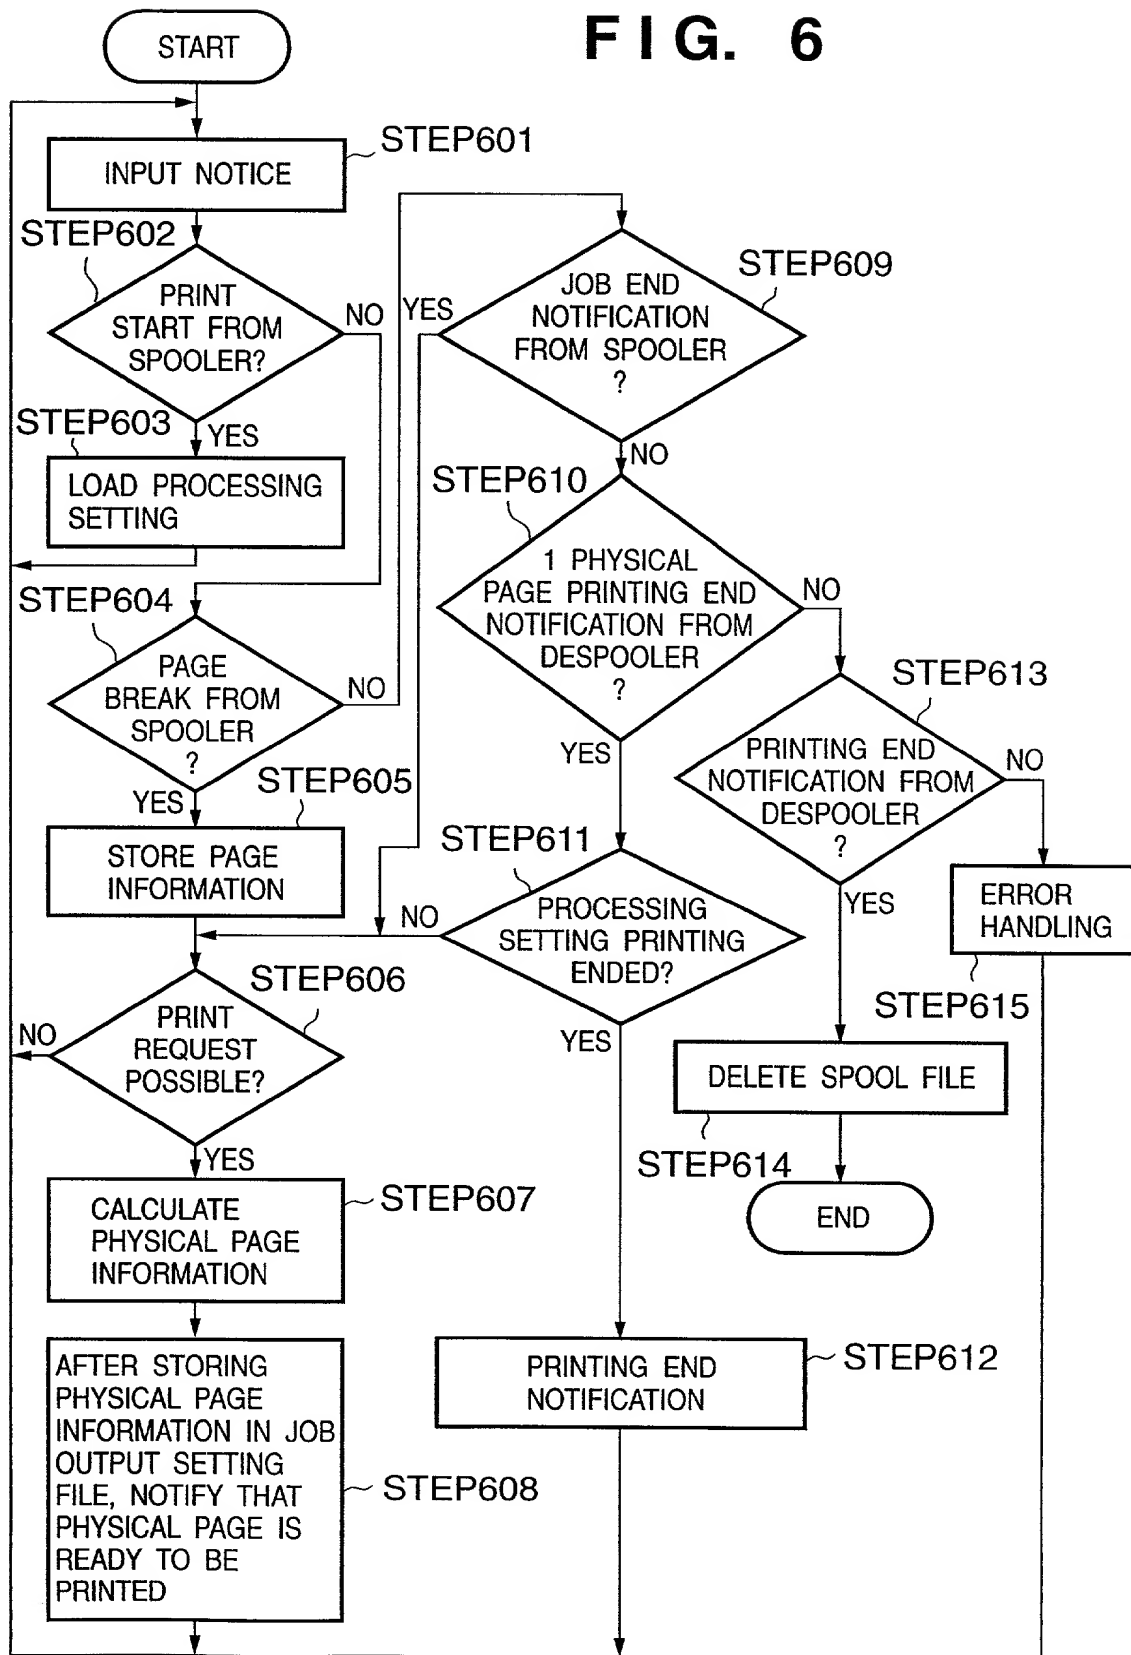 FIG. 6
START
STEP601
INPUT NOTICE
STEP602
PRINT
START FROM
SPOOLER?
NO
YES
STEP603
LOAD PROCESSING
SETTING
STEP604
PAGE
BREAK FROM
SPOOLER
?
NO
YES
STEP605
STORE PAGE
INFORMATION
STEP606
PRINT
REQUEST
POSSIBLE?
NO
YES
STEP607
CALCULATE
PHYSICAL PAGE
INFORMATION
AFTER STORING
PHYSICAL PAGE
INFORMATION IN JOB
OUTPUT SETTING
FILE, NOTIFY THAT
PHYSICAL PAGE IS
READY TO BE
PRINTED
STEP608
STEP609
JOB END
NOTIFICATION
FROM SPOOLER
?
YES
NO
STEP610
1 PHYSICAL
PAGE PRINTING END
NOTIFICATION FROM
DESPOOLER
?
NO
YES
STEP611
PROCESSING
SETTING PRINTING
ENDED?
NO
YES
PRINTING END
NOTIFICATION
STEP612
STEP613
PRINTING END
NOTIFICATION FROM
DESPOOLER
?
NO
YES
DELETE SPOOL FILE
STEP614
END
ERROR
HANDLING
STEP615